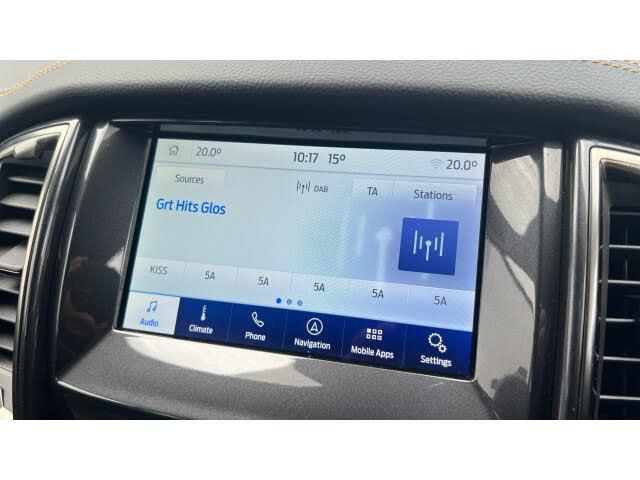 20.0° 10:17 15° 20.0°
Sources DAB TA Stations
Grt Hits Glos
KISS 5A 5A 5A 5A 5A
Audio Climate Phone Navigation Mobile Apps Settings